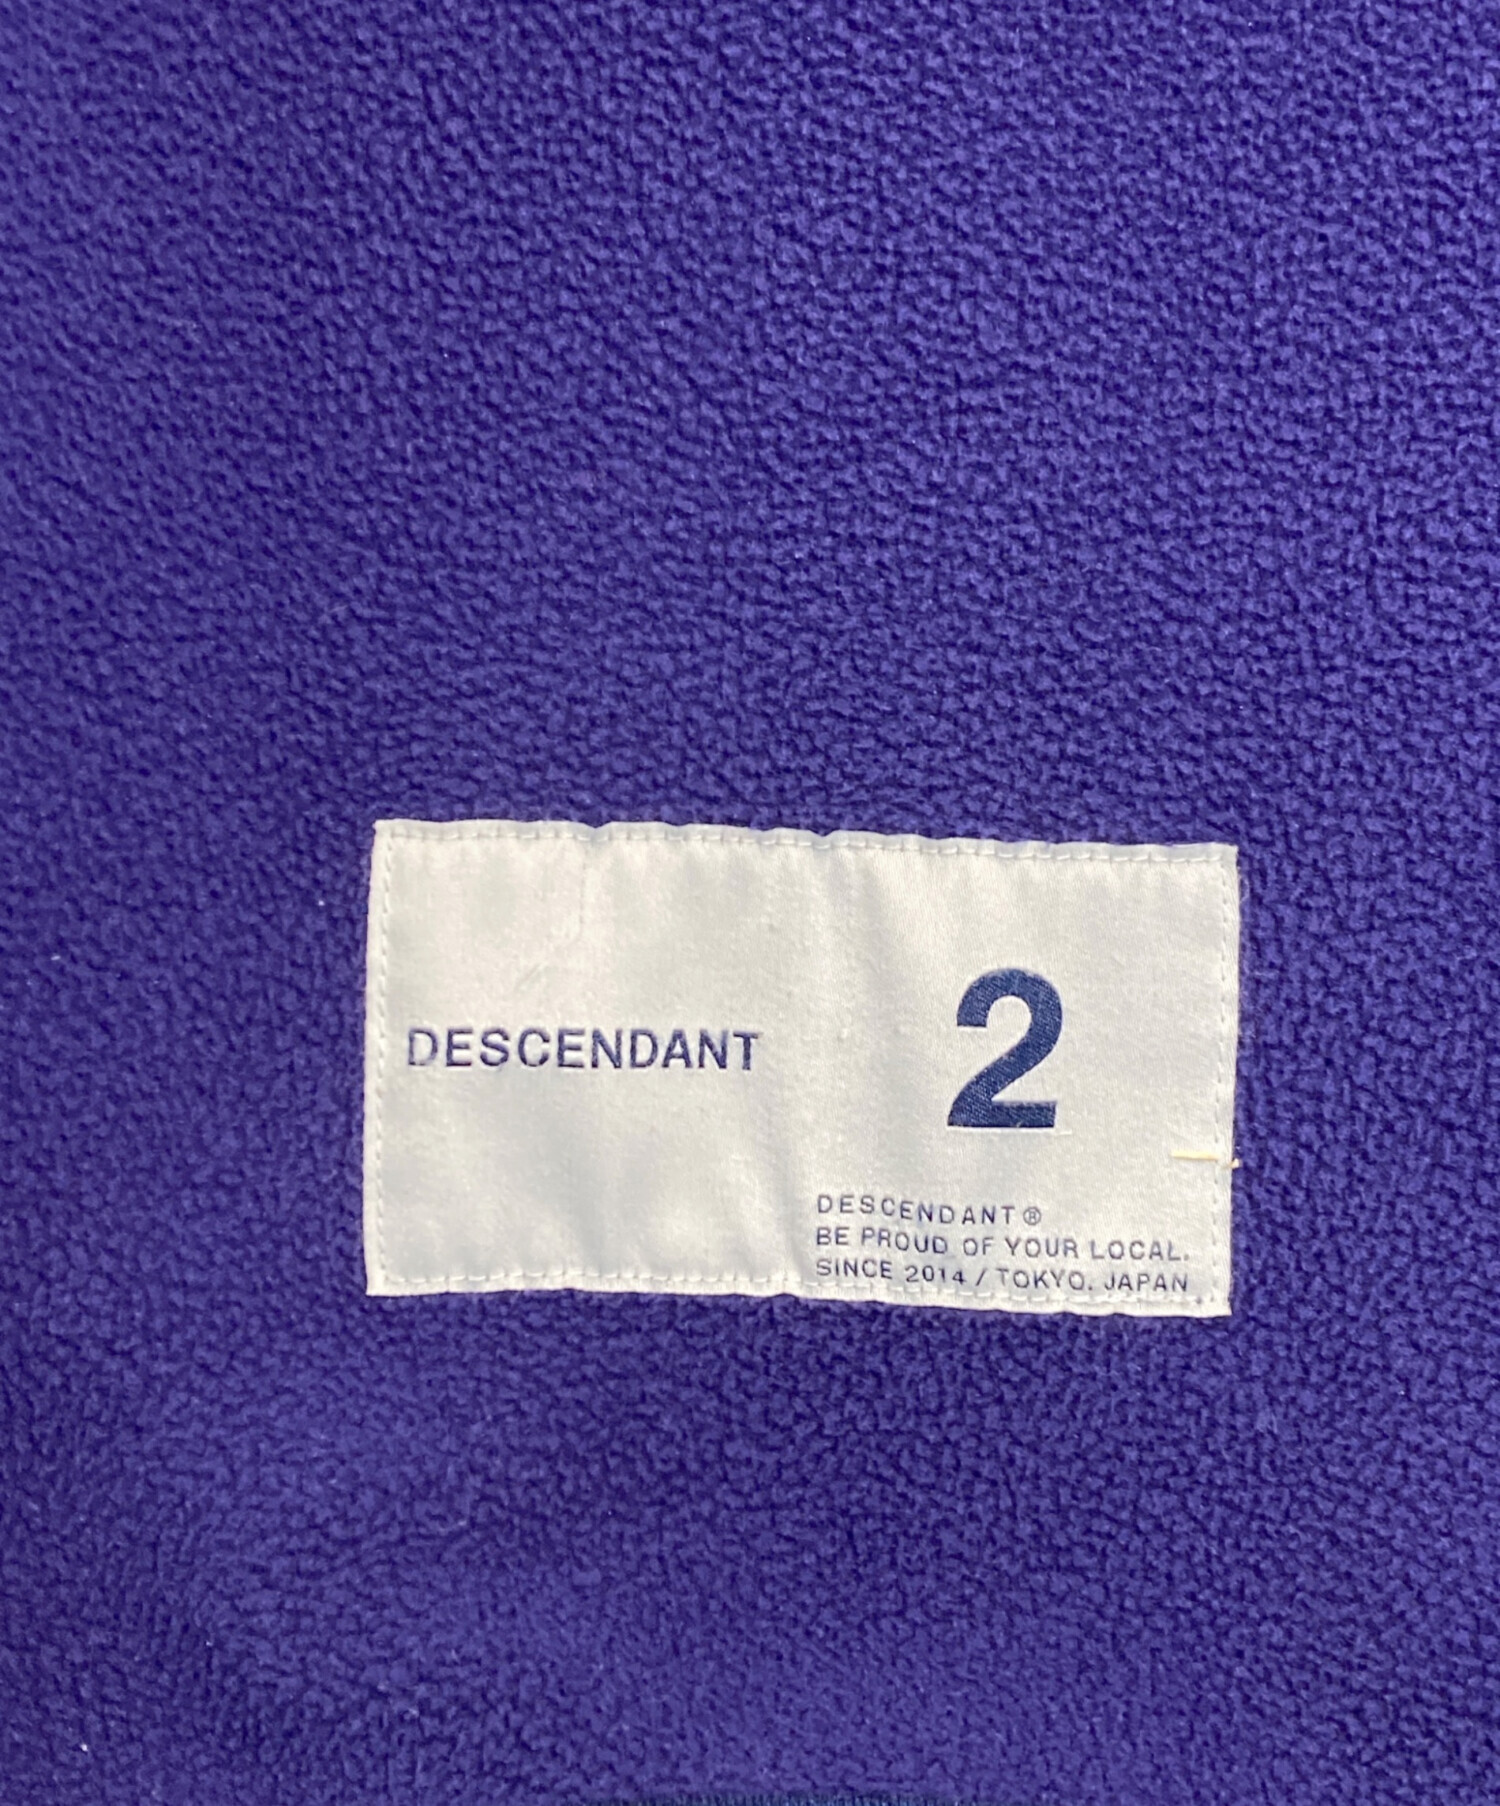 DESCENDANT
2
DESCENDANT®
BE PROUD OF YOUR LOCAL.
SINCE 2014 / TOKYO. JAPAN